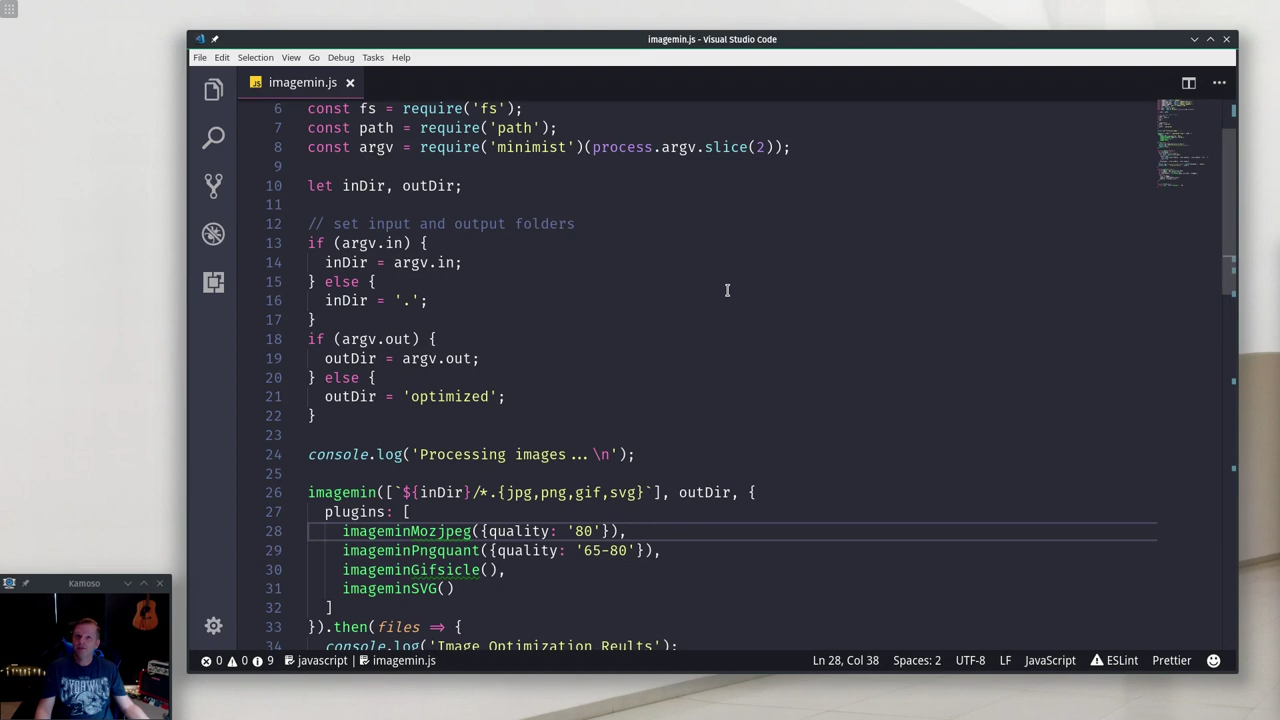 imagemin.js - Visual Studio Code
File Edit Selection View Go Debug Tasks Help
JS imagemin.js
6 const fs = require('fs');
7 const path = require('path');
8 const argv = require('minimist')(process.argv.slice(2));
9
10 let inDir, outDir;
11
12 // set input and output folders
13 if (argv.in) {
14 inDir = argv.in;
15 } else {
16 inDir = '.';
17 }
18 if (argv.out) {
19 outDir = argv.out;
20 } else {
21 outDir = 'optimized';
22 }
23
24 console.log('Processing images...\n');
25
26 imagemin([`${inDir}/*.{jpg,png,gif,svg}`], outDir, {
27 plugins: [
28 imageminMozjpeg({quality: '80'}),
29 imageminPngquant({quality: '65-80'}),
30 imageminGifsicle(),
31 imageminSVG()
32 ]
33 }).then(files => {
34 console.log('Image Optimization Reults');
0 0 9 javascript imagemin.js Ln 28, Col 38 Spaces: 2 UTF-8 LF JavaScript ESLint Prettier
Kamoso